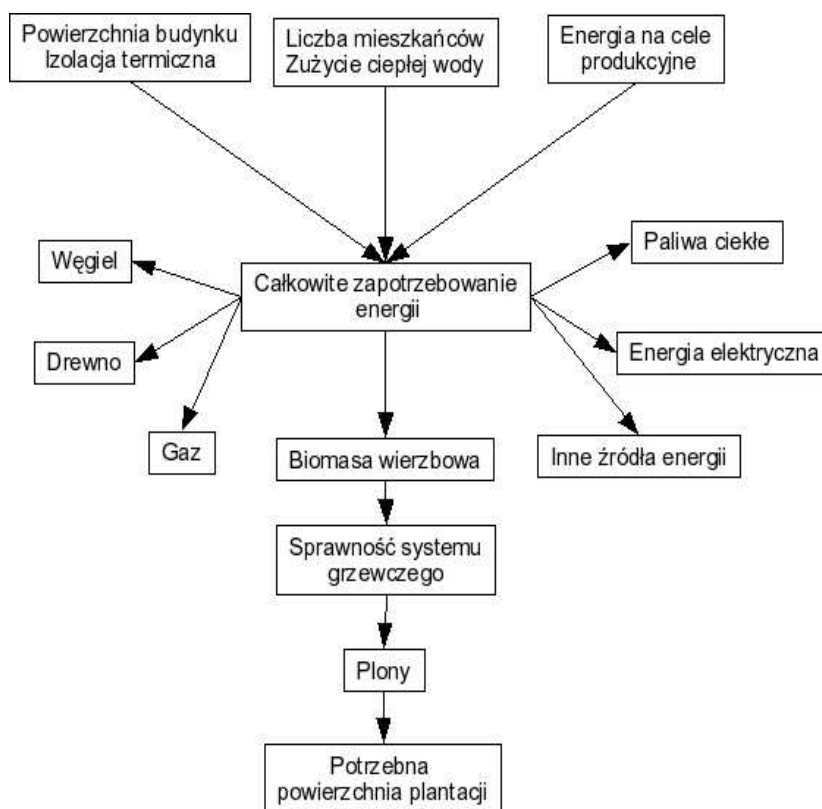 Powierzchnia budynku
Izolacja termiczna
Liczba mieszkańców
Zużycie ciepłej wody
Energia na cele
produkcyjne
Węgiel
Całkowite zapotrzebowanie
energii
Paliwa ciekłe
Drewno
Energia elektryczna
Gaz
Biomasa wierzbowa
Inne źródła energii
Sprawność systemu
grzewczego
Plony
Potrzebna
powierzchnia plantacji